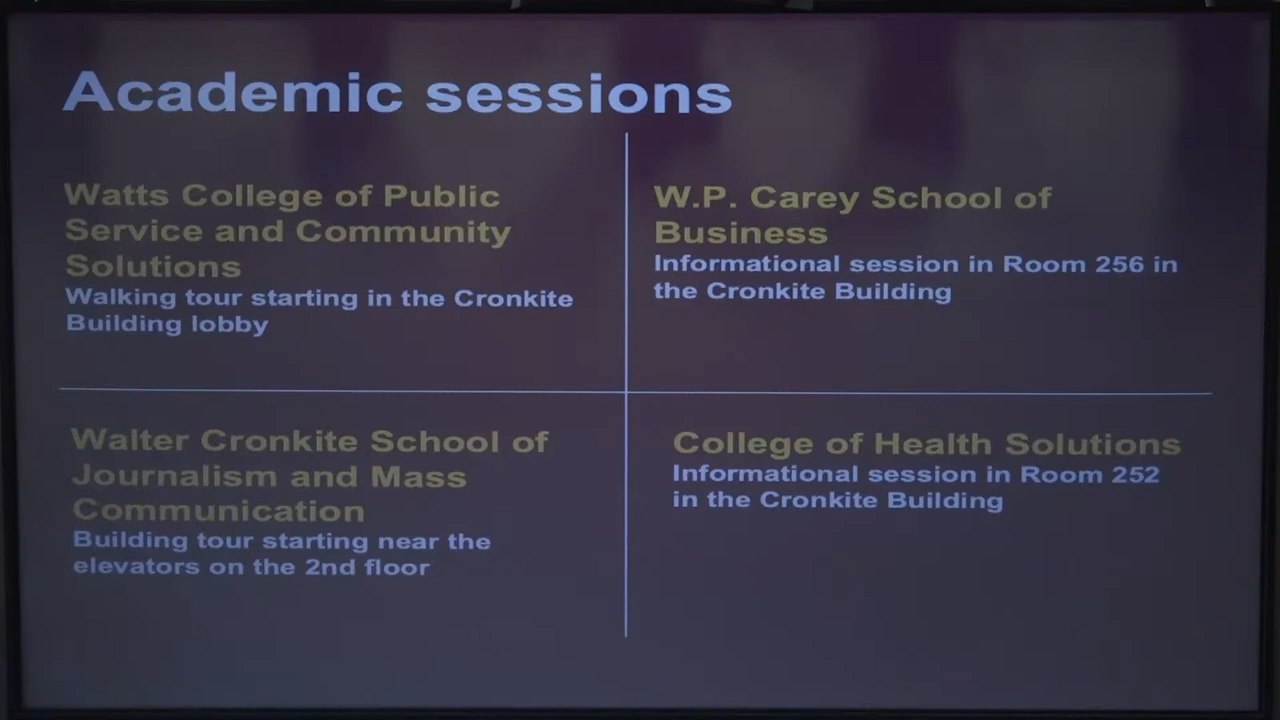 Academic sessions
Watts College of Public
Service and Community
Solutions
Walking tour starting in the Cronkite
Building lobby
W.P. Carey School of
Business
Informational session in Room 256 in
the Cronkite Building
Walter Cronkite School of
Journalism and Mass
Communication
Building tour starting near the
elevators on the 2nd floor
College of Health Solutions
Informational session in Room 252
in the Cronkite Building